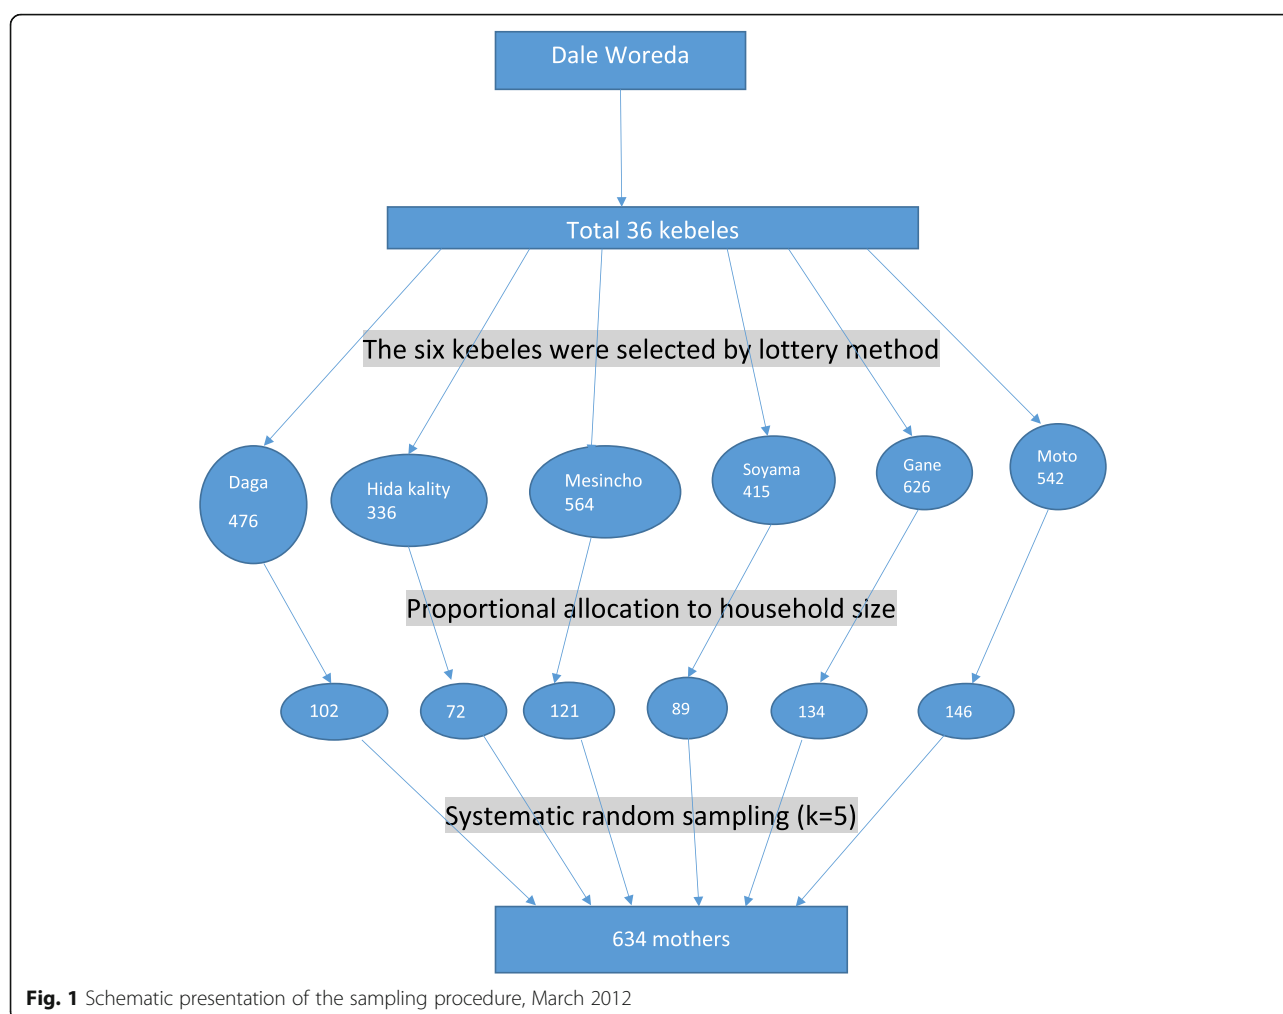 Dale Woreda
Total 36 kebeles
The six kebeles were selected by lottery method
Daga
476
Hida kality
336
Mesincho
564
Soyama
415
Gane
626
Moto
542
Proportional allocation to household size
102
72
121
89
134
146
Systematic random sampling (k=5)
634 mothers
Fig. 1 Schematic presentation of the sampling procedure, March 2012